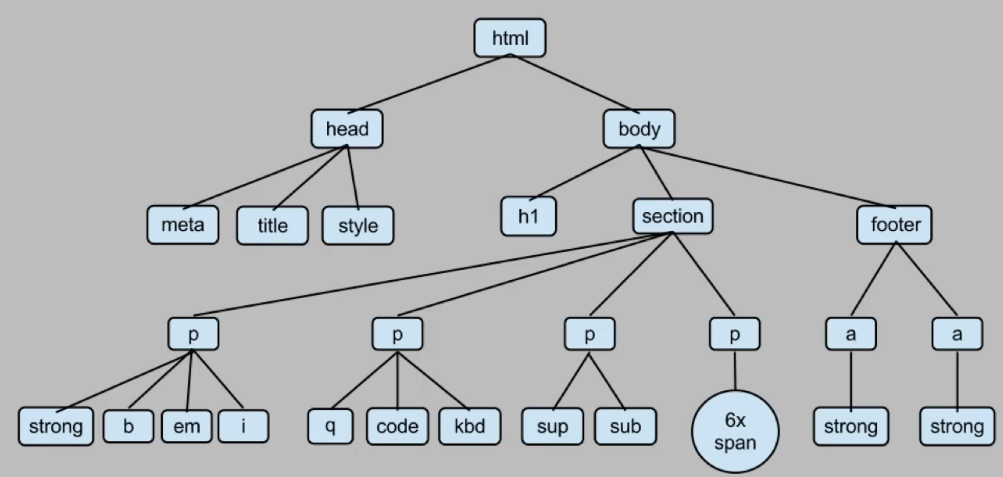 html
head
body
meta
title
style
h1
section
footer
p
p
p
p
a
a
strong
b
em
i
q
code
kbd
sup
sub
6x
span
strong
strong